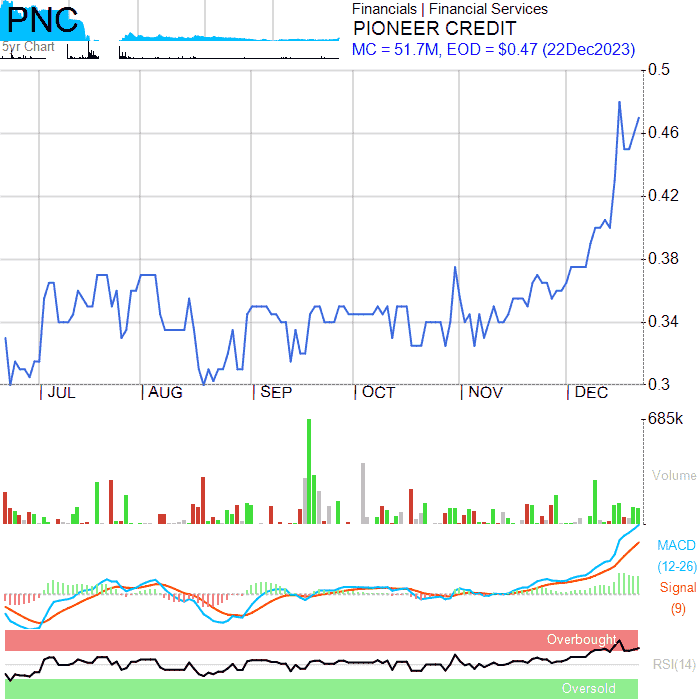 PNC
5yr Chart
Financials | Financial Services
PIONEER CREDIT
MC = 51.7M, EOD = $0.47 (22Dec2023)
0.5
0.46
0.42
0.38
0.34
0.3
JUL AUG SEP OCT NOV DEC
685k
Volume
MACD
(12-26)
Signal
(9)
Overbought
RSI(14)
Oversold